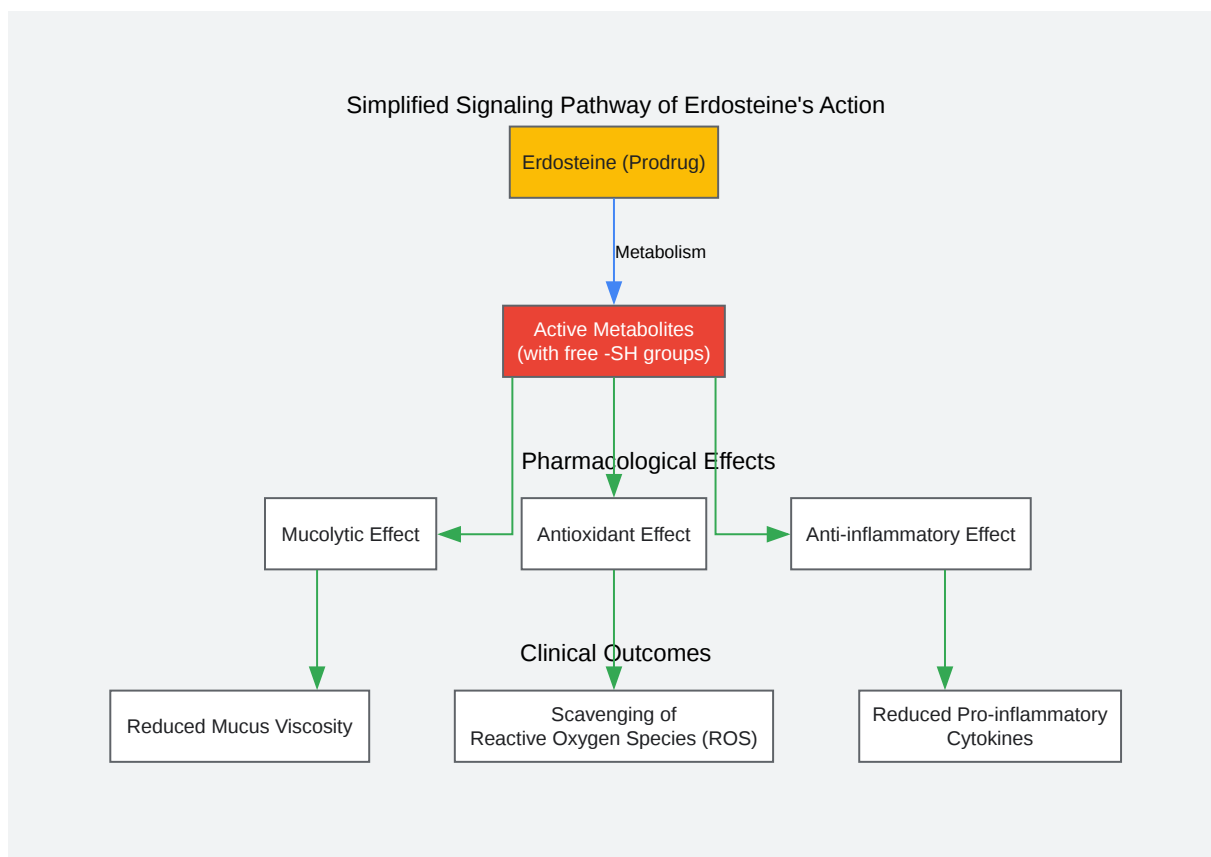 Simplified Signaling Pathway of Erdosteine's Action
Erdosteine (Prodrug)
Metabolism
Active Metabolites
(with free -SH groups)
Pharmacological Effects
Mucolytic Effect
Antioxidant Effect
Anti-inflammatory Effect
Clinical Outcomes
Reduced Mucus Viscosity
Scavenging of
Reactive Oxygen Species (ROS)
Reduced Pro-inflammatory
Cytokines